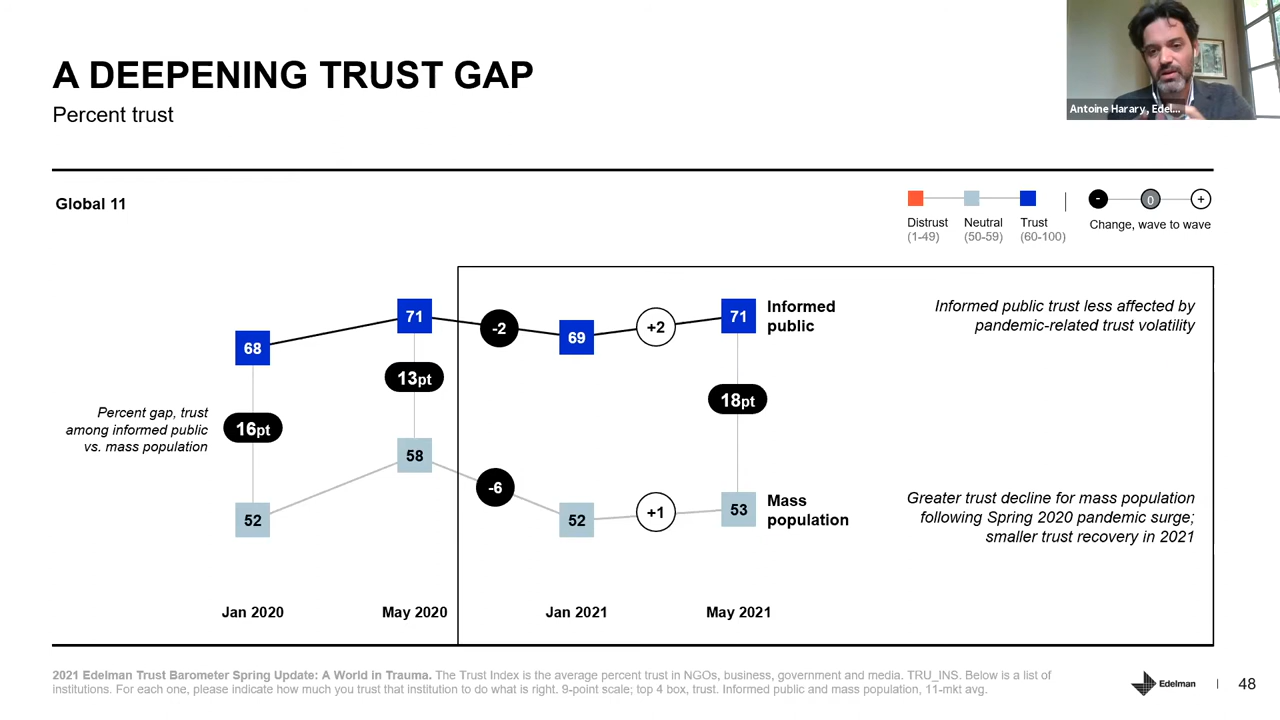 A DEEPENING TRUST GAP
Percent trust
Antoine Harary, Edel...
Global 11
Distrust
(1-49)
Neutral
(50-59)
Trust
(60-100)
-
0
+
Change, wave to wave
68
71
-2
69
+2
71
Informed
public
Informed public trust less affected by
pandemic-related trust volatility
Percent gap, trust
among informed public
vs. mass population
16pt
13pt
18pt
52
58
-6
52
+1
53
Mass
population
Greater trust decline for mass population
following Spring 2020 pandemic surge;
smaller trust recovery in 2021
Jan 2020
May 2020
Jan 2021
May 2021
2021 Edelman Trust Barometer Spring Update: A World in Trauma. The Trust Index is the average percent trust in NGOs, business, government and media. TRU_INS. Below is a list of
institutions. For each one, please indicate how much you trust that institution to do what is right. 9-point scale; top 4 box, trust. Informed public and mass population, 11-mkt avg.
Edelman
48